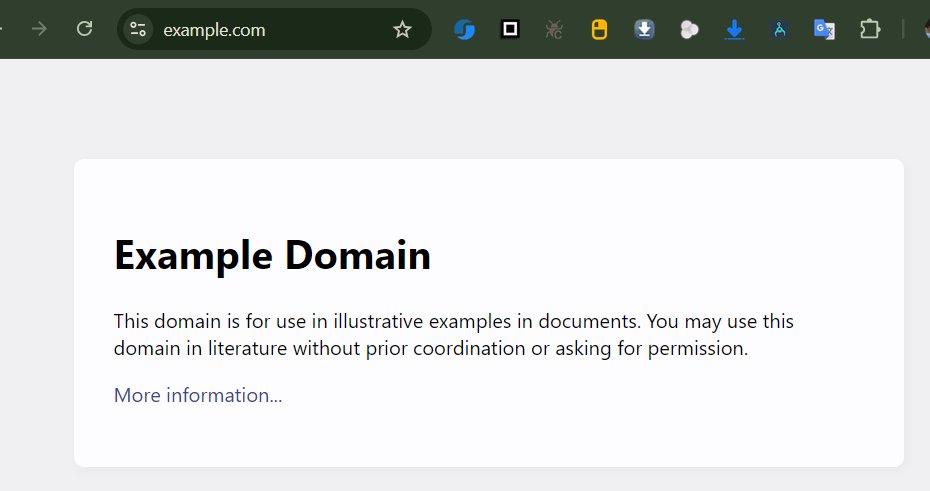 example.com
Example Domain
This domain is for use in illustrative examples in documents. You may use this
domain in literature without prior coordination or asking for permission.
More information...